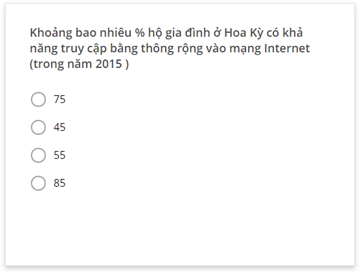 Khoảng bao nhiêu % hộ gia đình ở Hoa Kỳ có khả
năng truy cập bằng thông rộng vào mạng Internet
(trong năm 2015 )
75
45
55
85